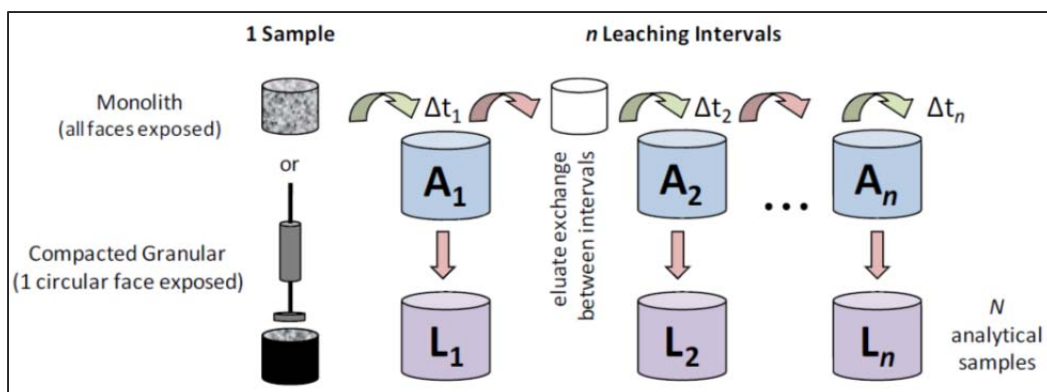 1 Sample
n Leaching Intervals
Monolith
(all faces exposed)
or
Compacted Granular
(1 circular face exposed)
Δt₁
Δt₂
Δtₙ
A₁
eluate exchange
between intervals
A₂
...
Aₙ
L₁
L₂
Lₙ
N
analytical
samples